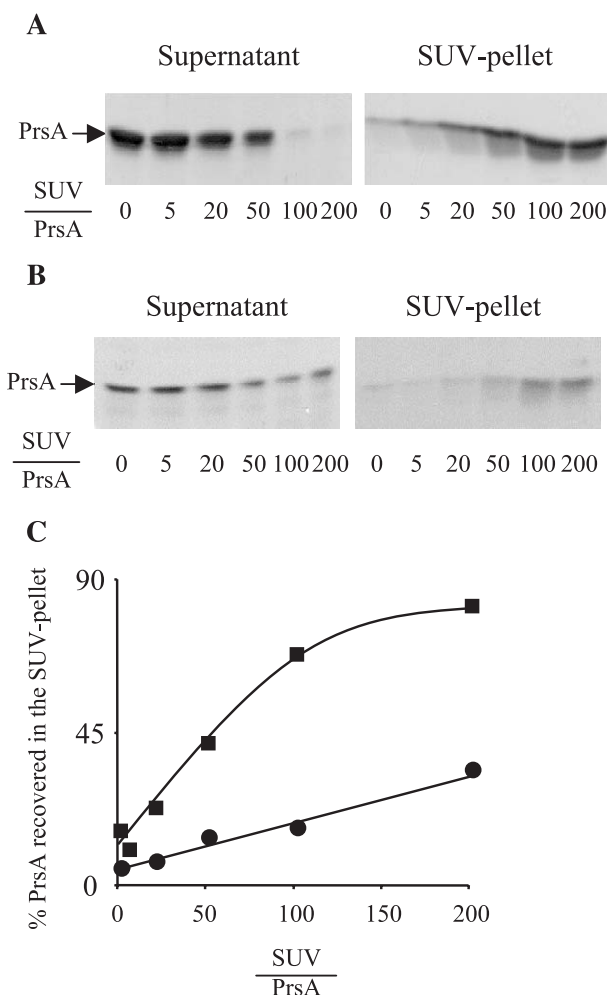 A
Supernatant SUV-pellet
PrsA
SUV
PrsA
0 5 20 50 100 200 0 5 20 50 100 200
B
Supernatant SUV-pellet
PrsA
SUV
PrsA
0 5 20 50 100 200 0 5 20 50 100 200
C
% PrsA recovered in the SUV-pellet
90
45
0
0 50 100 150 200
SUV
PrsA